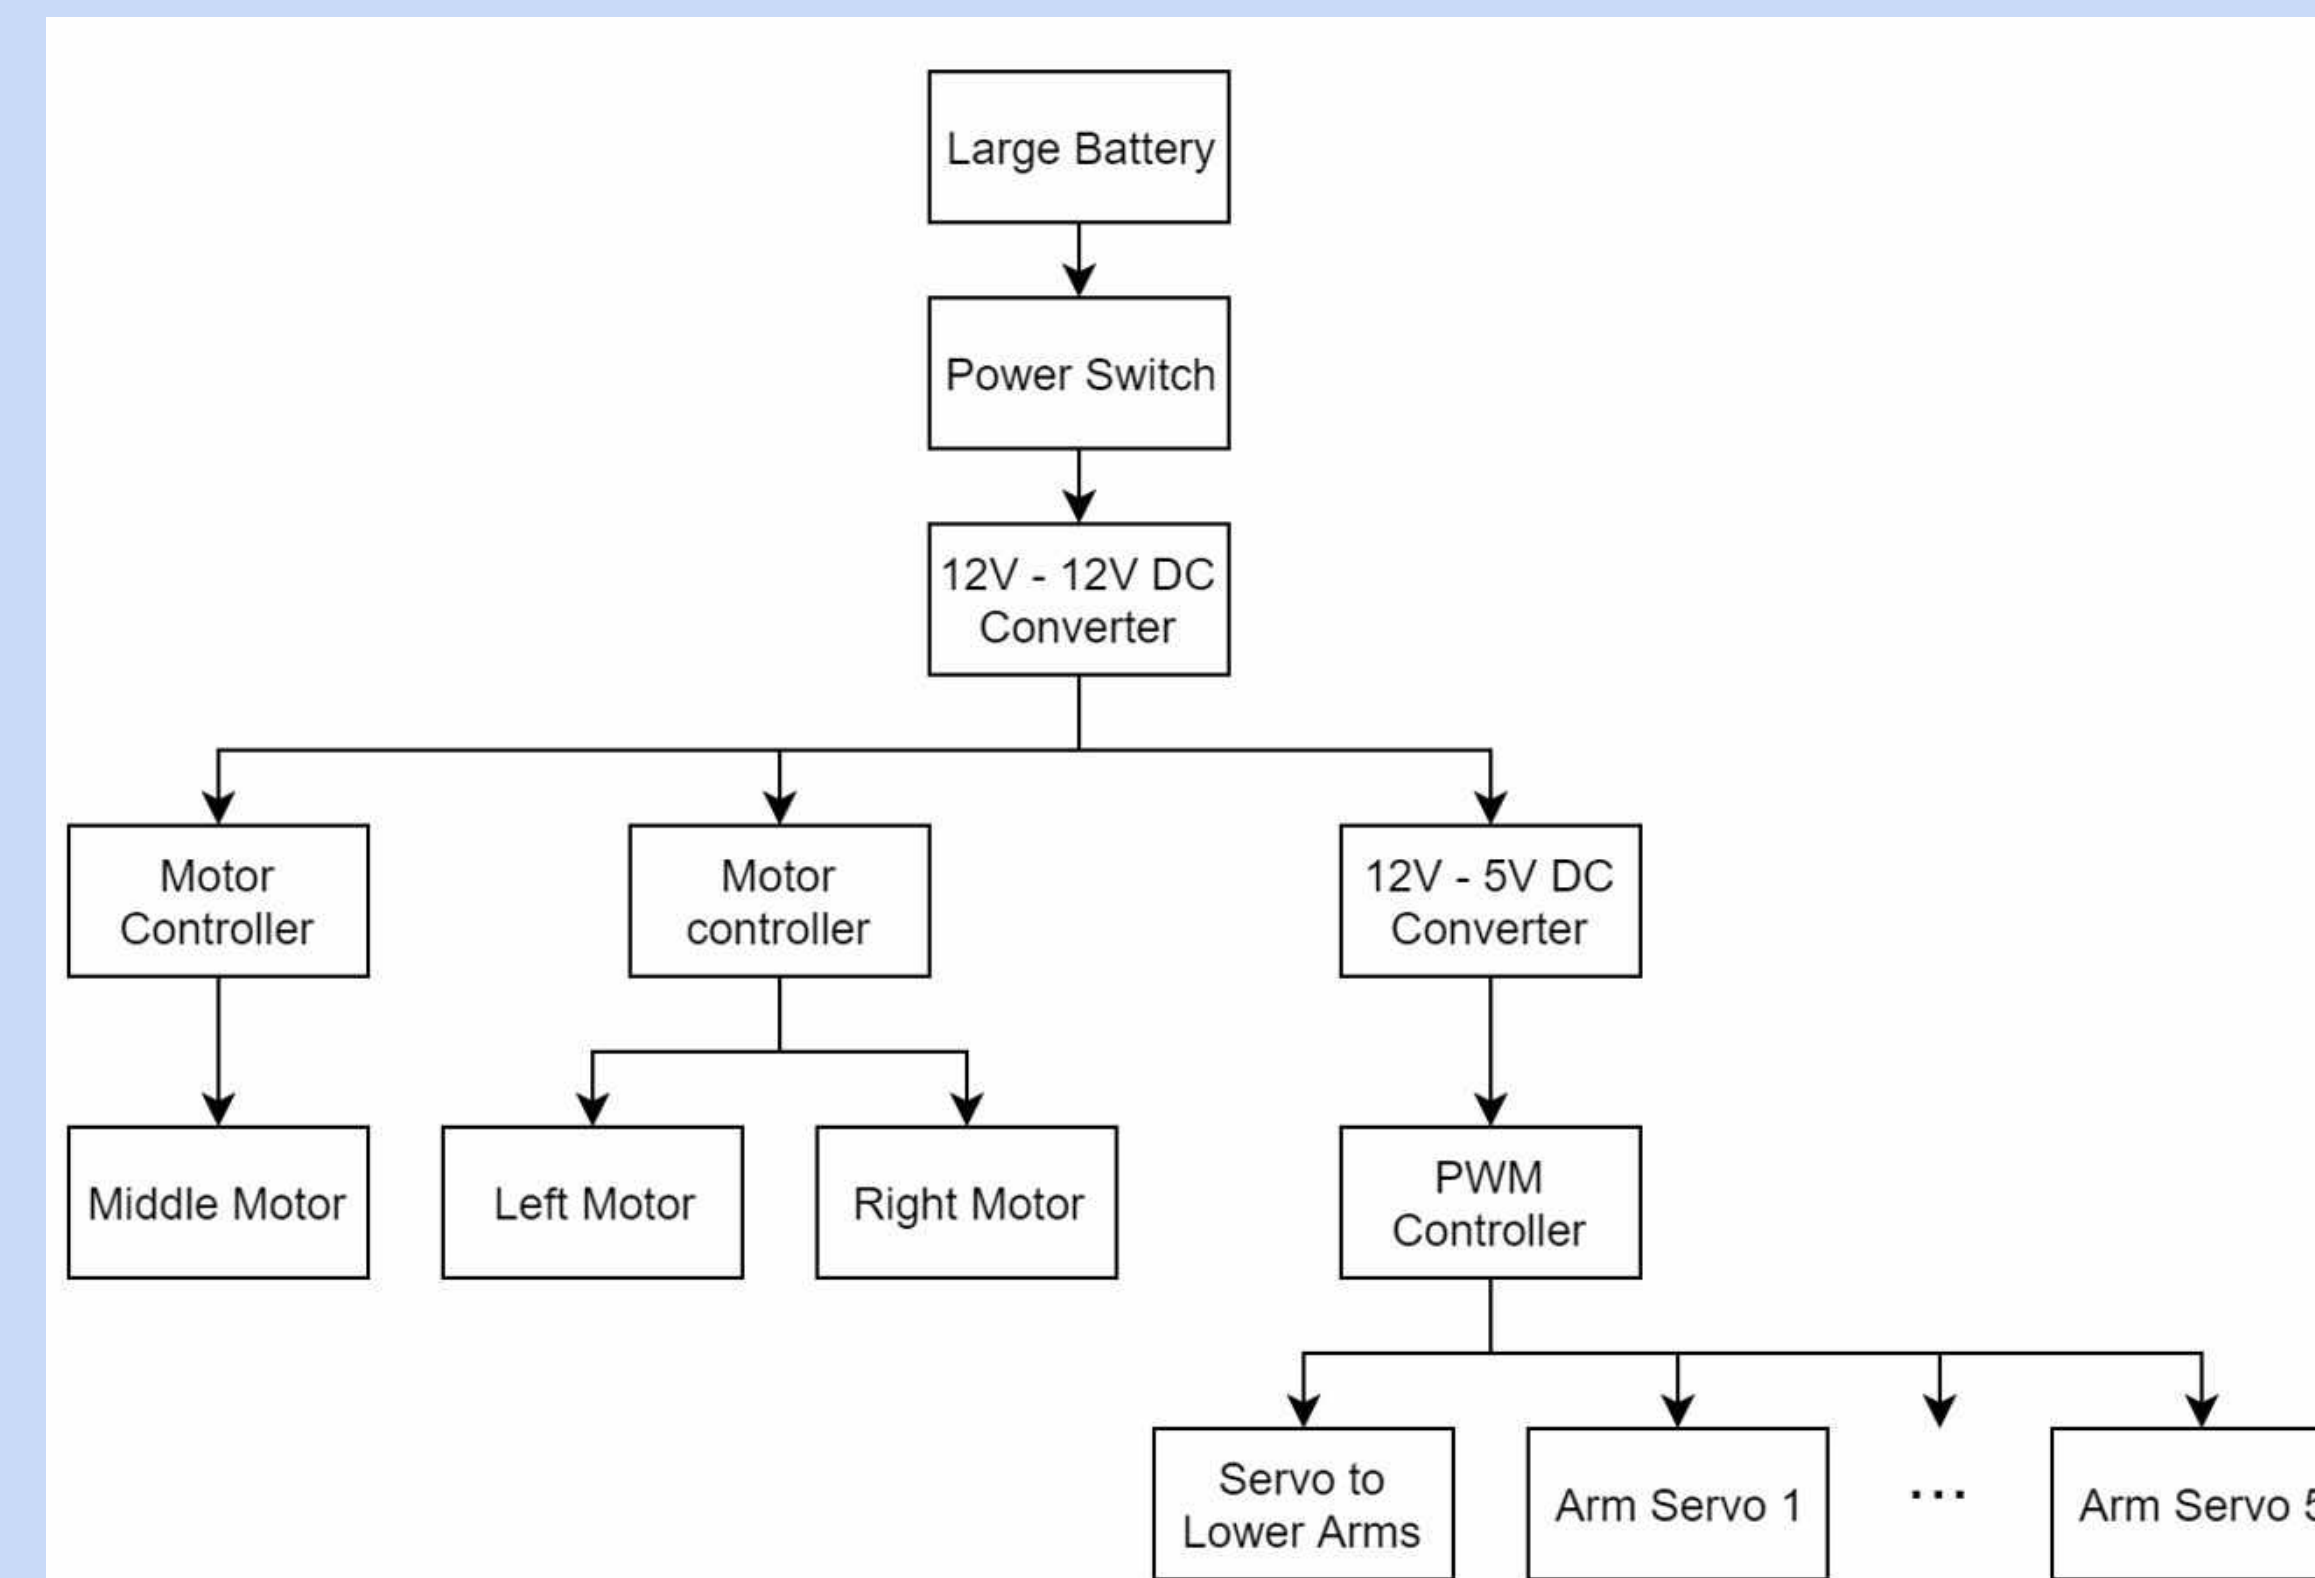 Large Battery
Power Switch
12V - 12V DC
Converter
Motor
Controller
Motor
controller
12V - 5V DC
Converter
Middle Motor
Left Motor
Right Motor
PWM
Controller
Servo to
Lower Arms
Arm Servo 1
...
Arm Servo 5